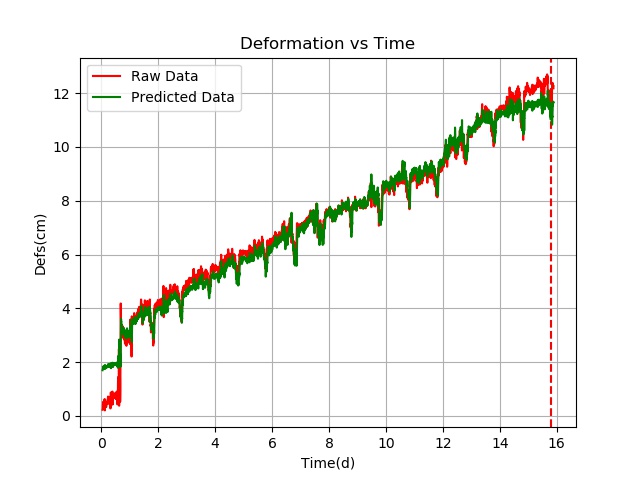 Deformation vs Time
Raw Data
Predicted Data
Defs(cm)
12
10
8
6
4
2
0
0 2 4 6 8 10 12 14 16
Time(d)